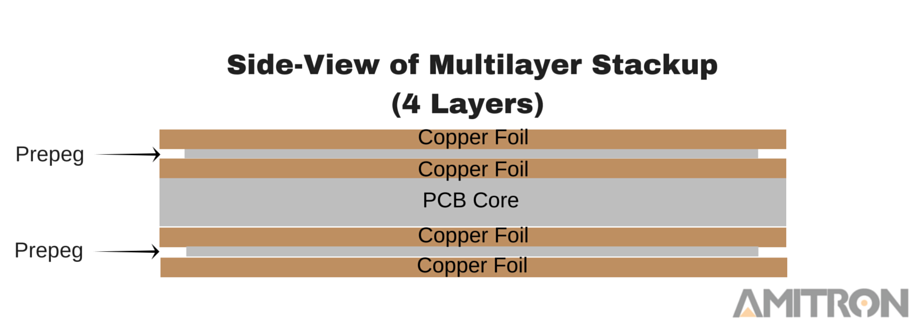 Side-View of Multilayer Stackup
(4 Layers)
Copper Foil
Prepeg
Copper Foil
PCB Core
Copper Foil
Prepeg
Copper Foil
AMITRON